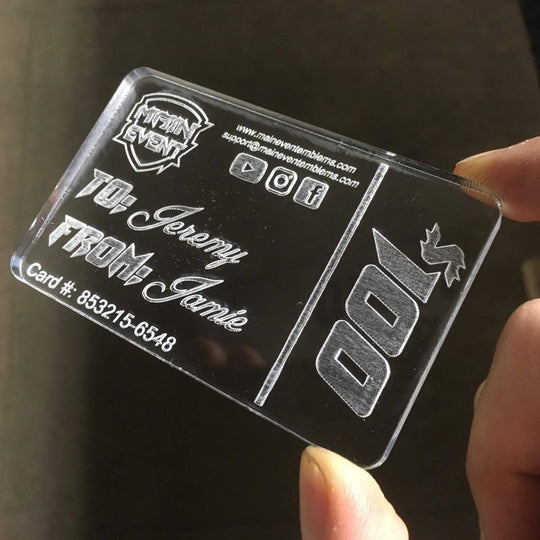 MAIN
EVENT
www.maineventemblems.com
support@maineventemblems.com
TO: Jeremy
FROM: Jamie
Card #: 853215-6548
$100